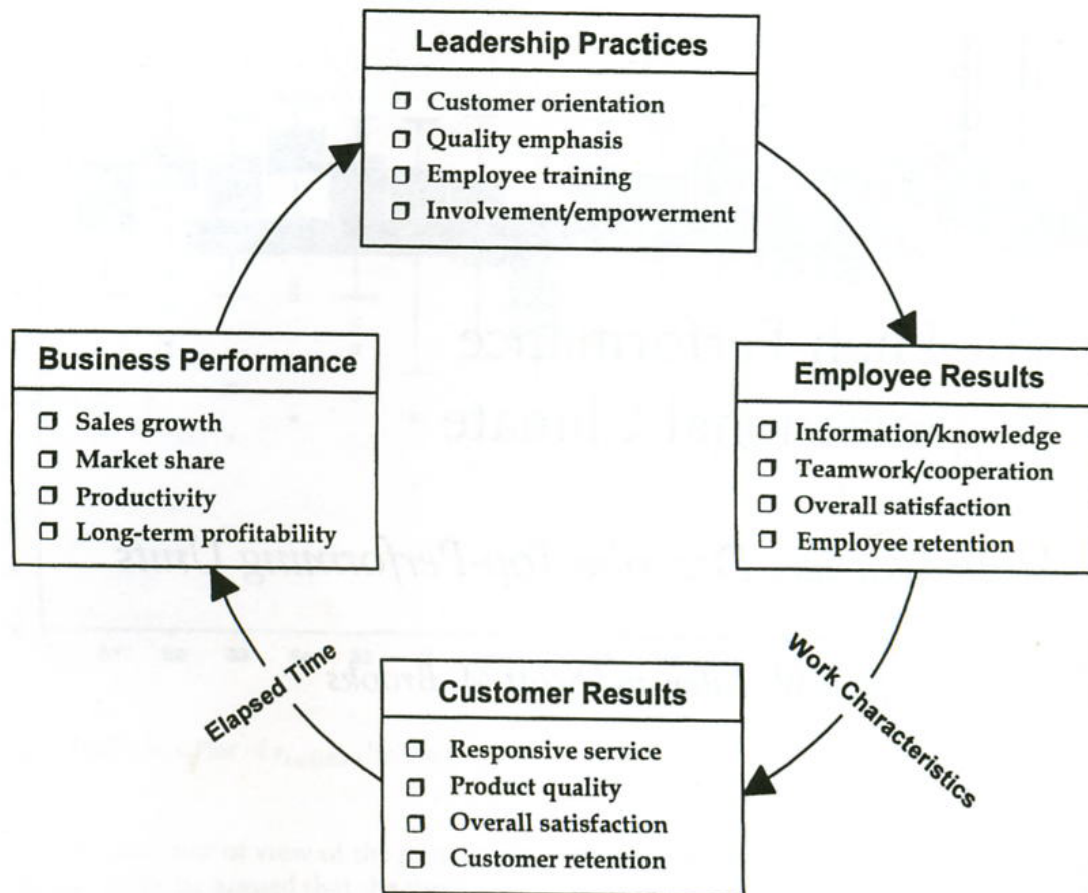 Leadership Practices
❐ Customer orientation
❐ Quality emphasis
❐ Employee training
❐ Involvement/empowerment
Business Performance
❐ Sales growth
❐ Market share
❐ Productivity
❐ Long-term profitability
Employee Results
❐ Information/knowledge
❐ Teamwork/cooperation
❐ Overall satisfaction
❐ Employee retention
Elapsed Time
Work Characteristics
Customer Results
❐ Responsive service
❐ Product quality
❐ Overall satisfaction
❐ Customer retention